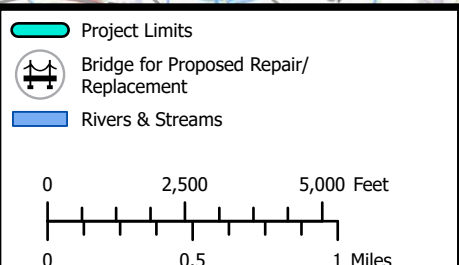 Project Limits
Bridge for Proposed Repair/
Replacement
Rivers & Streams
0 2,500 5,000 Feet
0 0.5 1 Miles